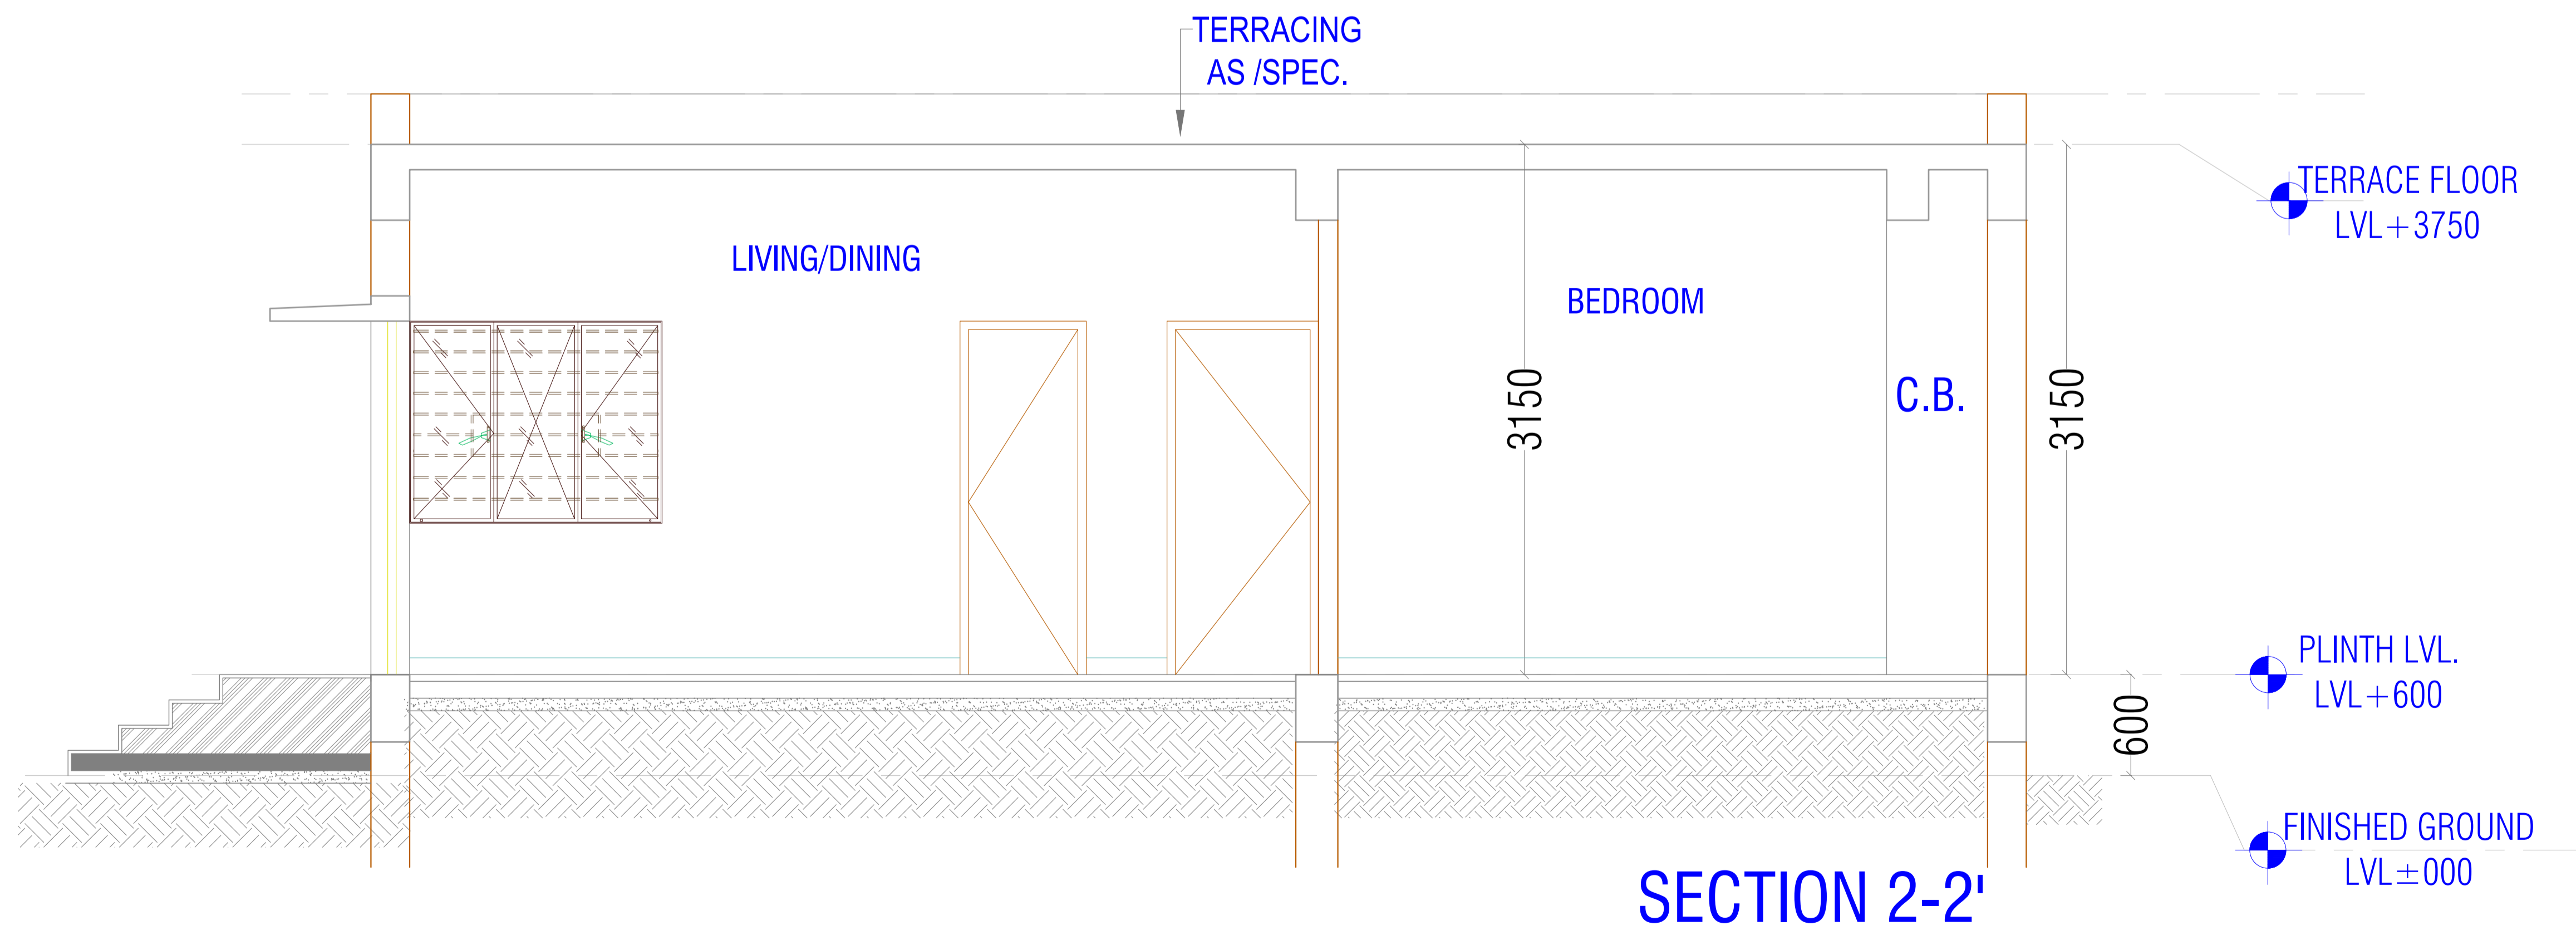 TERRACING
AS /SPEC.
TERRACE FLOOR
LVL+3750
LIVING/DINING
BEDROOM
C.B.
3150
3150
PLINTH LVL.
LVL+600
600
FINISHED GROUND
LVL±000
SECTION 2-2'